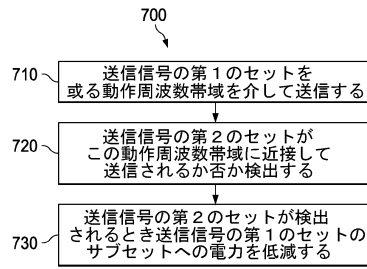 700
710
送信信号の第１のセットを
或る動作周波数帯域を介して送信する
720
送信信号の第２のセットが
この動作周波数帯域に近接して
送信されるか否か検出する
730
送信信号の第２のセットが検出
されるとき送信信号の第１のセットの
サブセットへの電力を低減する